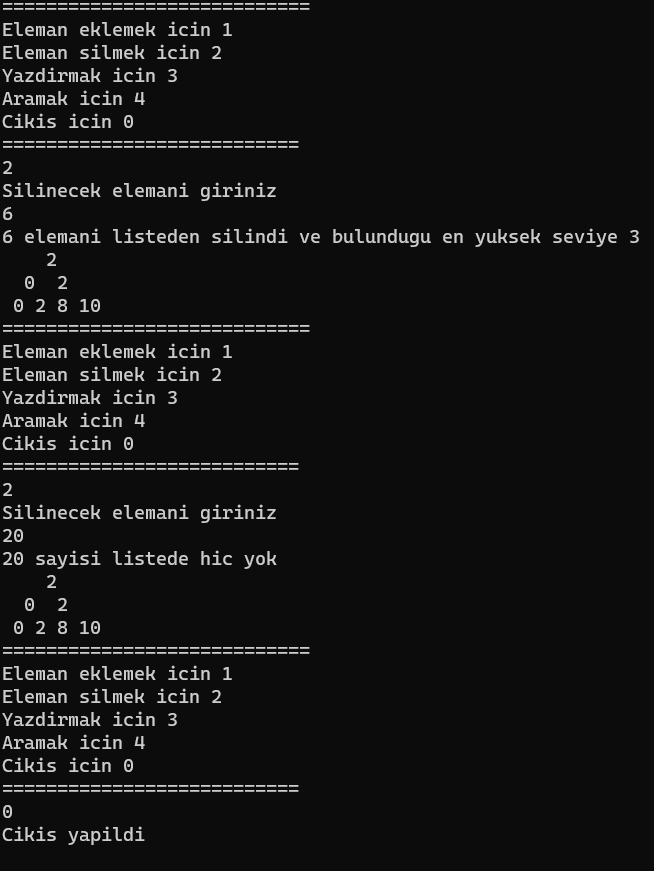 ============================
Eleman eklemek icin 1
Eleman silmek icin 2
Yazdirmak icin 3
Aramak icin 4
Cikis icin 0
===========================
2
Silinecek elemani giriniz
6
6 elemani listeden silindi ve bulundugu en yuksek seviye 3
    2
  0  2
 0 2 8 10
============================
Eleman eklemek icin 1
Eleman silmek icin 2
Yazdirmak icin 3
Aramak icin 4
Cikis icin 0
===========================
2
Silinecek elemani giriniz
20
20 sayisi listede hic yok
    2
  0  2
 0 2 8 10
============================
Eleman eklemek icin 1
Eleman silmek icin 2
Yazdirmak icin 3
Aramak icin 4
Cikis icin 0
===========================
0
Cikis yapildi